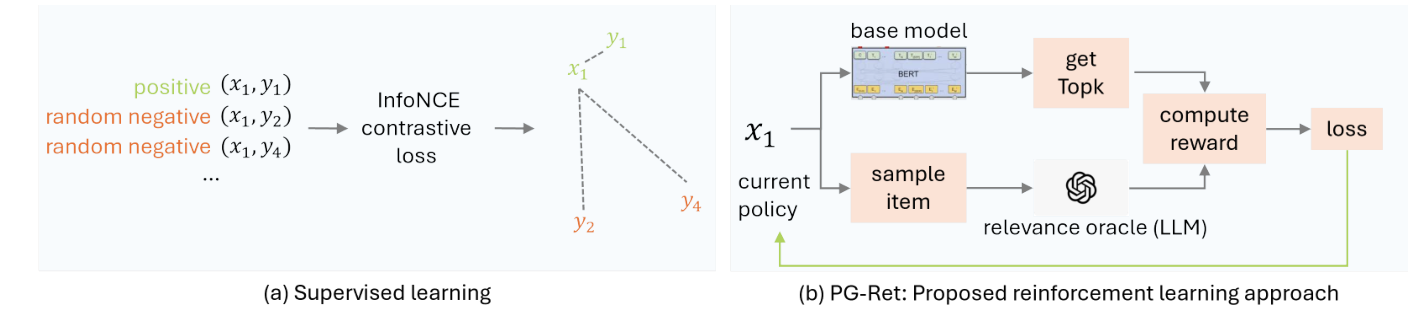 positive (x₁, y₁)
random negative (x₁, y₂)
random negative (x₁, y₄)
...
InfoNCE
contrastive
loss
y₁
x₁
y₂
y₄
(a) Supervised learning
x₁
current
policy
base model
BERT
get
Topk
sample
item
relevance oracle (LLM)
compute
reward
loss
(b) PG-Ret: Proposed reinforcement learning approach